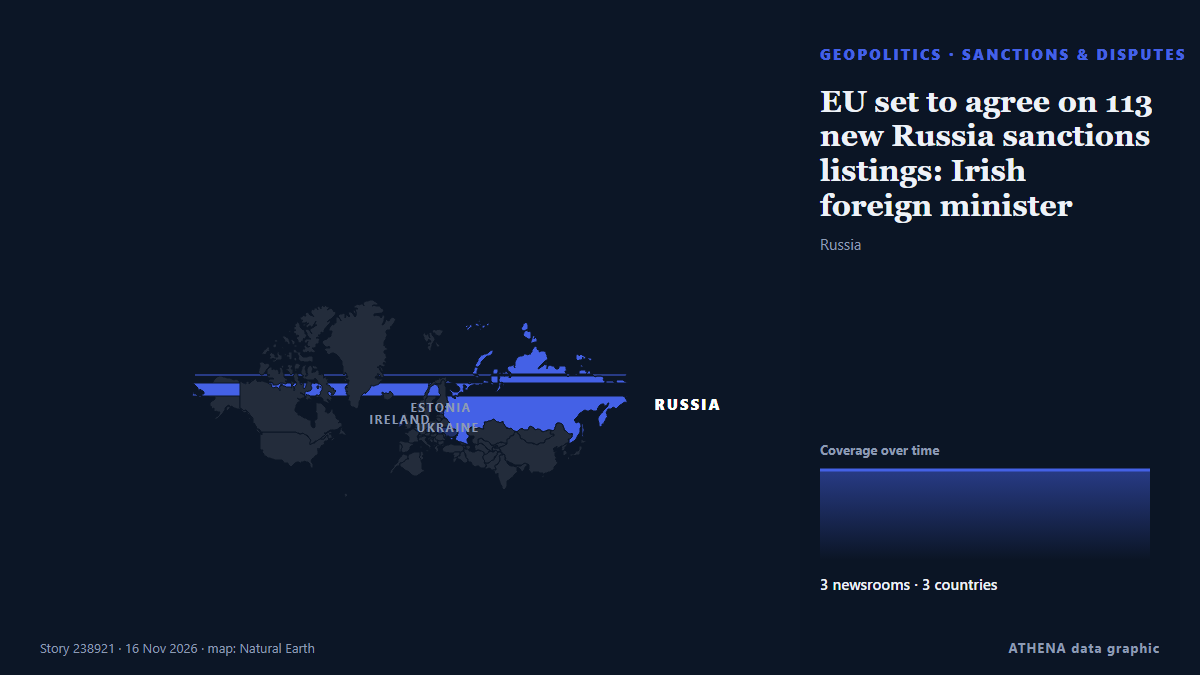 GEOPOLITICS · SANCTIONS & DISPUTES
EU set to agree on 113
new Russia sanctions
listings: Irish
foreign minister
Russia
ESTONIA
IRELAND
UKRAINE
RUSSIA
Coverage over time
3 newsrooms · 3 countries
Story 238921 · 16 Nov 2026 · map: Natural Earth
ATHENA data graphic